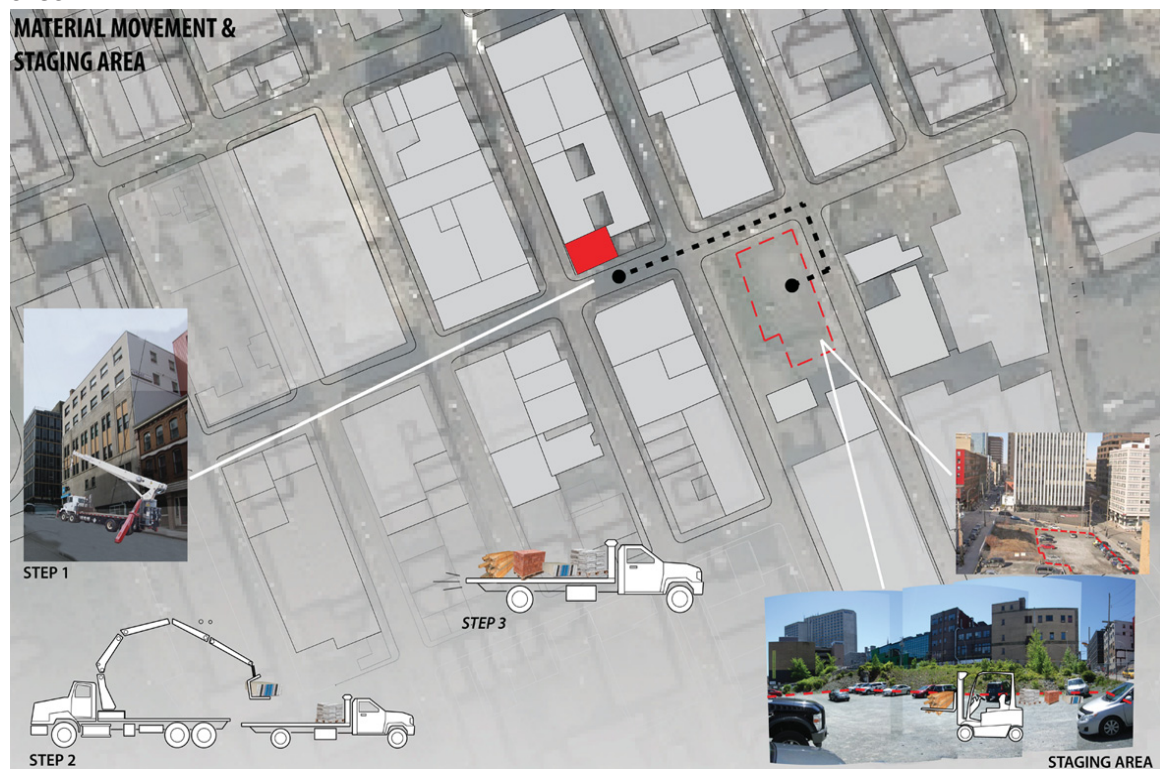 MATERIAL MOVEMENT &
STAGING AREA
STEP 1
STEP 3
STEP 2
STAGING AREA